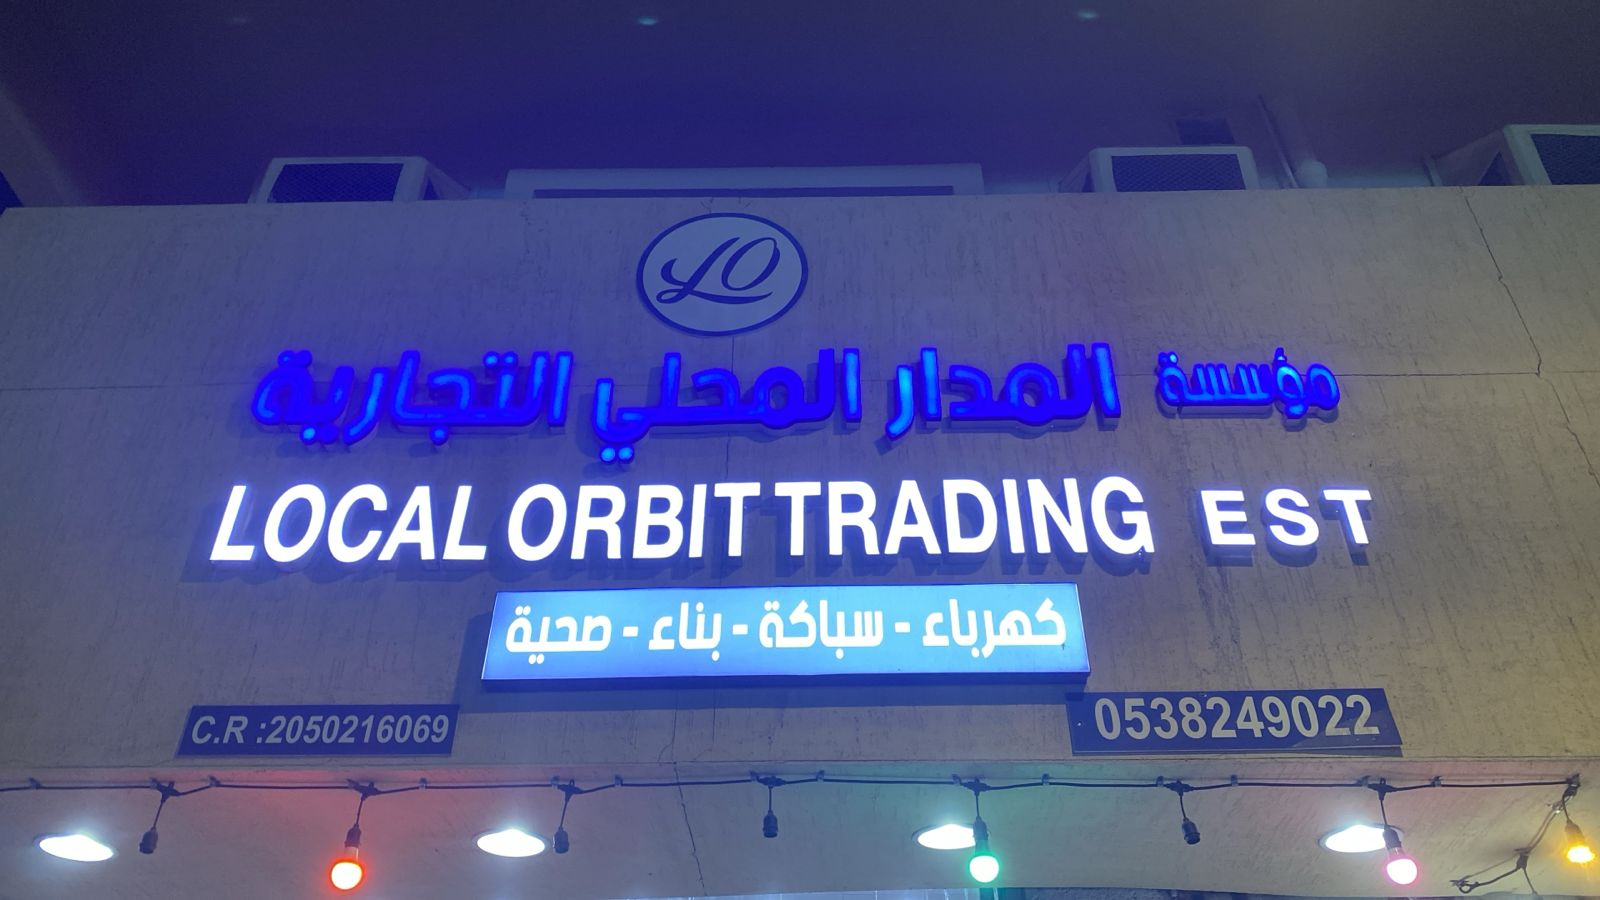 LO
مؤسسة المدار المحلي التجارية
LOCAL ORBIT TRADING EST
كهرباء - سباكة - بناء - صحية
C.R :2050216069
0538249022